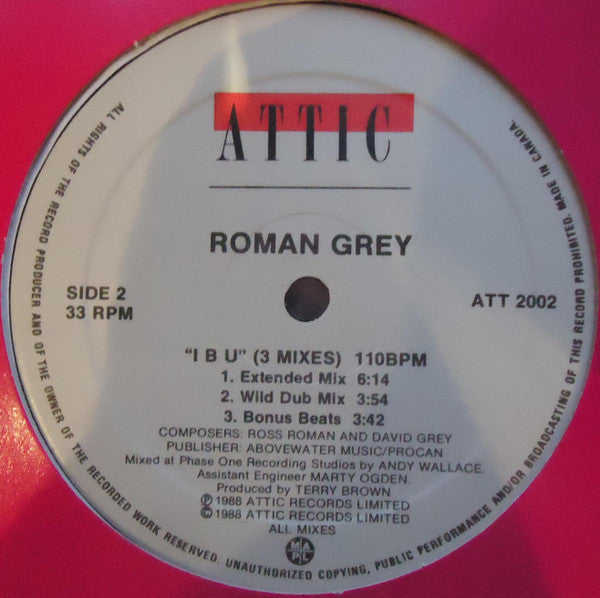 ATTIC
ROMAN GREY
SIDE 2
33 RPM
ATT 2002
"I B U" (3 MIXES) 110BPM
1. Extended Mix 6:14
2. Wild Dub Mix 3:54
3. Bonus Beats 3:42
COMPOSERS: ROSS ROMAN AND DAVID GREY
PUBLISHER: ABOVEWATER MUSIC/PROCAN
Mixed at Phase One Recording Studios by ANDY WALLACE.
Assistant Engineer MARTY OGDEN
Produced by TERRY BROWN
Ⓟ1988 ATTIC RECORDS LIMITED
©1988 ATTIC RECORDS LIMITED
ALL MIXES
MAPL
ALL RIGHTS OF THE RECORD PRODUCER AND OF THE OWNER OF THE RECORDED WORK RESERVED. UNAUTHORIZED COPYING, PUBLIC PERFORMANCE AND/OR BROADCASTING OF THIS RECORD PROHIBITED. MADE IN CANADA.